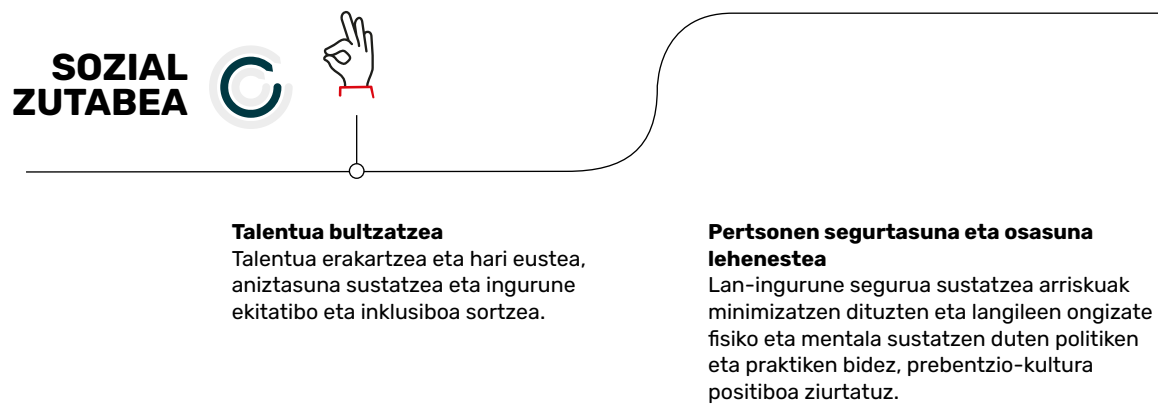 SOZIAL
ZUTABEA
Talentua bultzatzea
Talentua erakartzea eta hari eustea,
aniztasuna sustatzea eta ingurune
ekitatibo eta inklusiboa sortzea.
Pertsonen segurtasuna eta osasuna
lehenestea
Lan-ingurune segurua sustatzea arriskuak
minimizatzen dituzten eta langileen ongizate
fisiko eta mentala sustatzen duten politiken
eta praktiken bidez, prebentzio-kultura
positiboa ziurtatuz.